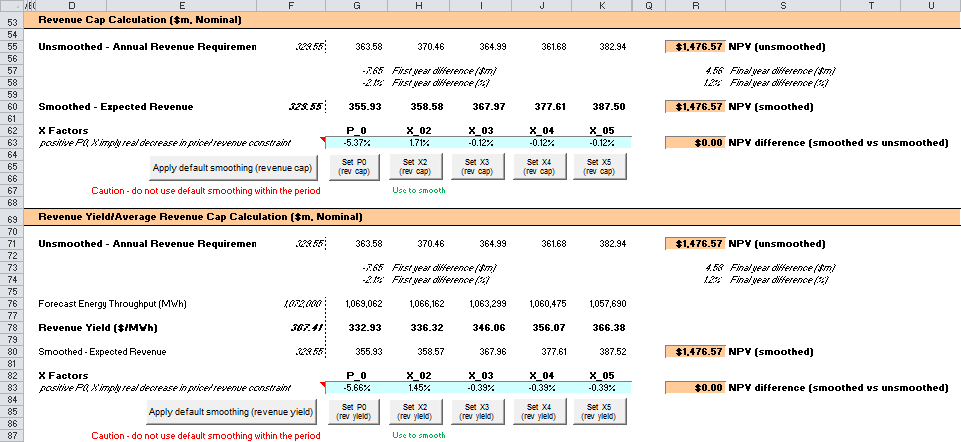 D E F G H I J K Q R S T U
53 Revenue Cap Calculation ($m, Nominal)
54
55 Unsmoothed - Annual Revenue Requiremen 329.55 363.58 370.46 364.99 361.68 382.94 $1,476.57 NPV (unsmoothed)
56
57 -7.65 First year difference ($m) 4.56 Final year difference ($m)
58 -2.1% First year difference (%) 1.2% Final year difference (%)
59
60 Smoothed - Expected Revenue 329.55 355.93 358.58 367.97 377.61 387.50 $1,476.57 NPV (smoothed)
61
62 X Factors P_0 X_02 X_03 X_04 X_05
63 positive P0, X imply real decrease in price/ revenue constraint -5.37% 1.71% -0.12% -0.12% -0.12% $0.00 NPV difference (smoothed vs unsmoothed)
64
65 Apply default smoothing (revenue cap) Set P0 (rev cap) Set X2 (rev cap) Set X3 (rev cap) Set X4 (rev cap) Set X5 (rev cap)
66
67 Caution - do not use default smoothing within the period Use to smooth
68
69 Revenue Yield/Average Revenue Cap Calculation ($m, Nominal)
70
71 Unsmoothed - Annual Revenue Requiremen 329.55 363.58 370.46 364.99 361.68 382.94 $1,476.57 NPV (unsmoothed)
72
73 -7.65 First year difference ($m) 4.58 Final year difference ($m)
74 -2.1% First year difference (%) 1.2% Final year difference (%)
75
76 Forecast Energy Throughput (MWh) 1,072,000 1,069,062 1,066,162 1,063,299 1,060,475 1,057,690
77
78 Revenue Yield ($/MWh) 307.41 332.93 336.32 346.06 356.07 366.38
79
80 Smoothed - Expected Revenue 329.55 355.93 358.57 367.96 377.61 387.52 $1,476.57 NPV (smoothed)
81
82 X Factors P_0 X_02 X_03 X_04 X_05
83 positive P0, X imply real decrease in price/ revenue constraint -5.66% 1.45% -0.39% -0.39% -0.39% $0.00 NPV difference (smoothed vs unsmoothed)
84
85 Apply default smoothing (revenue yield) Set P0 (rev yield) Set X2 (rev yield) Set X3 (rev yield) Set X4 (rev yield) Set X5 (rev yield)
86
87 Caution - do not use default smoothing within the period Use to smooth